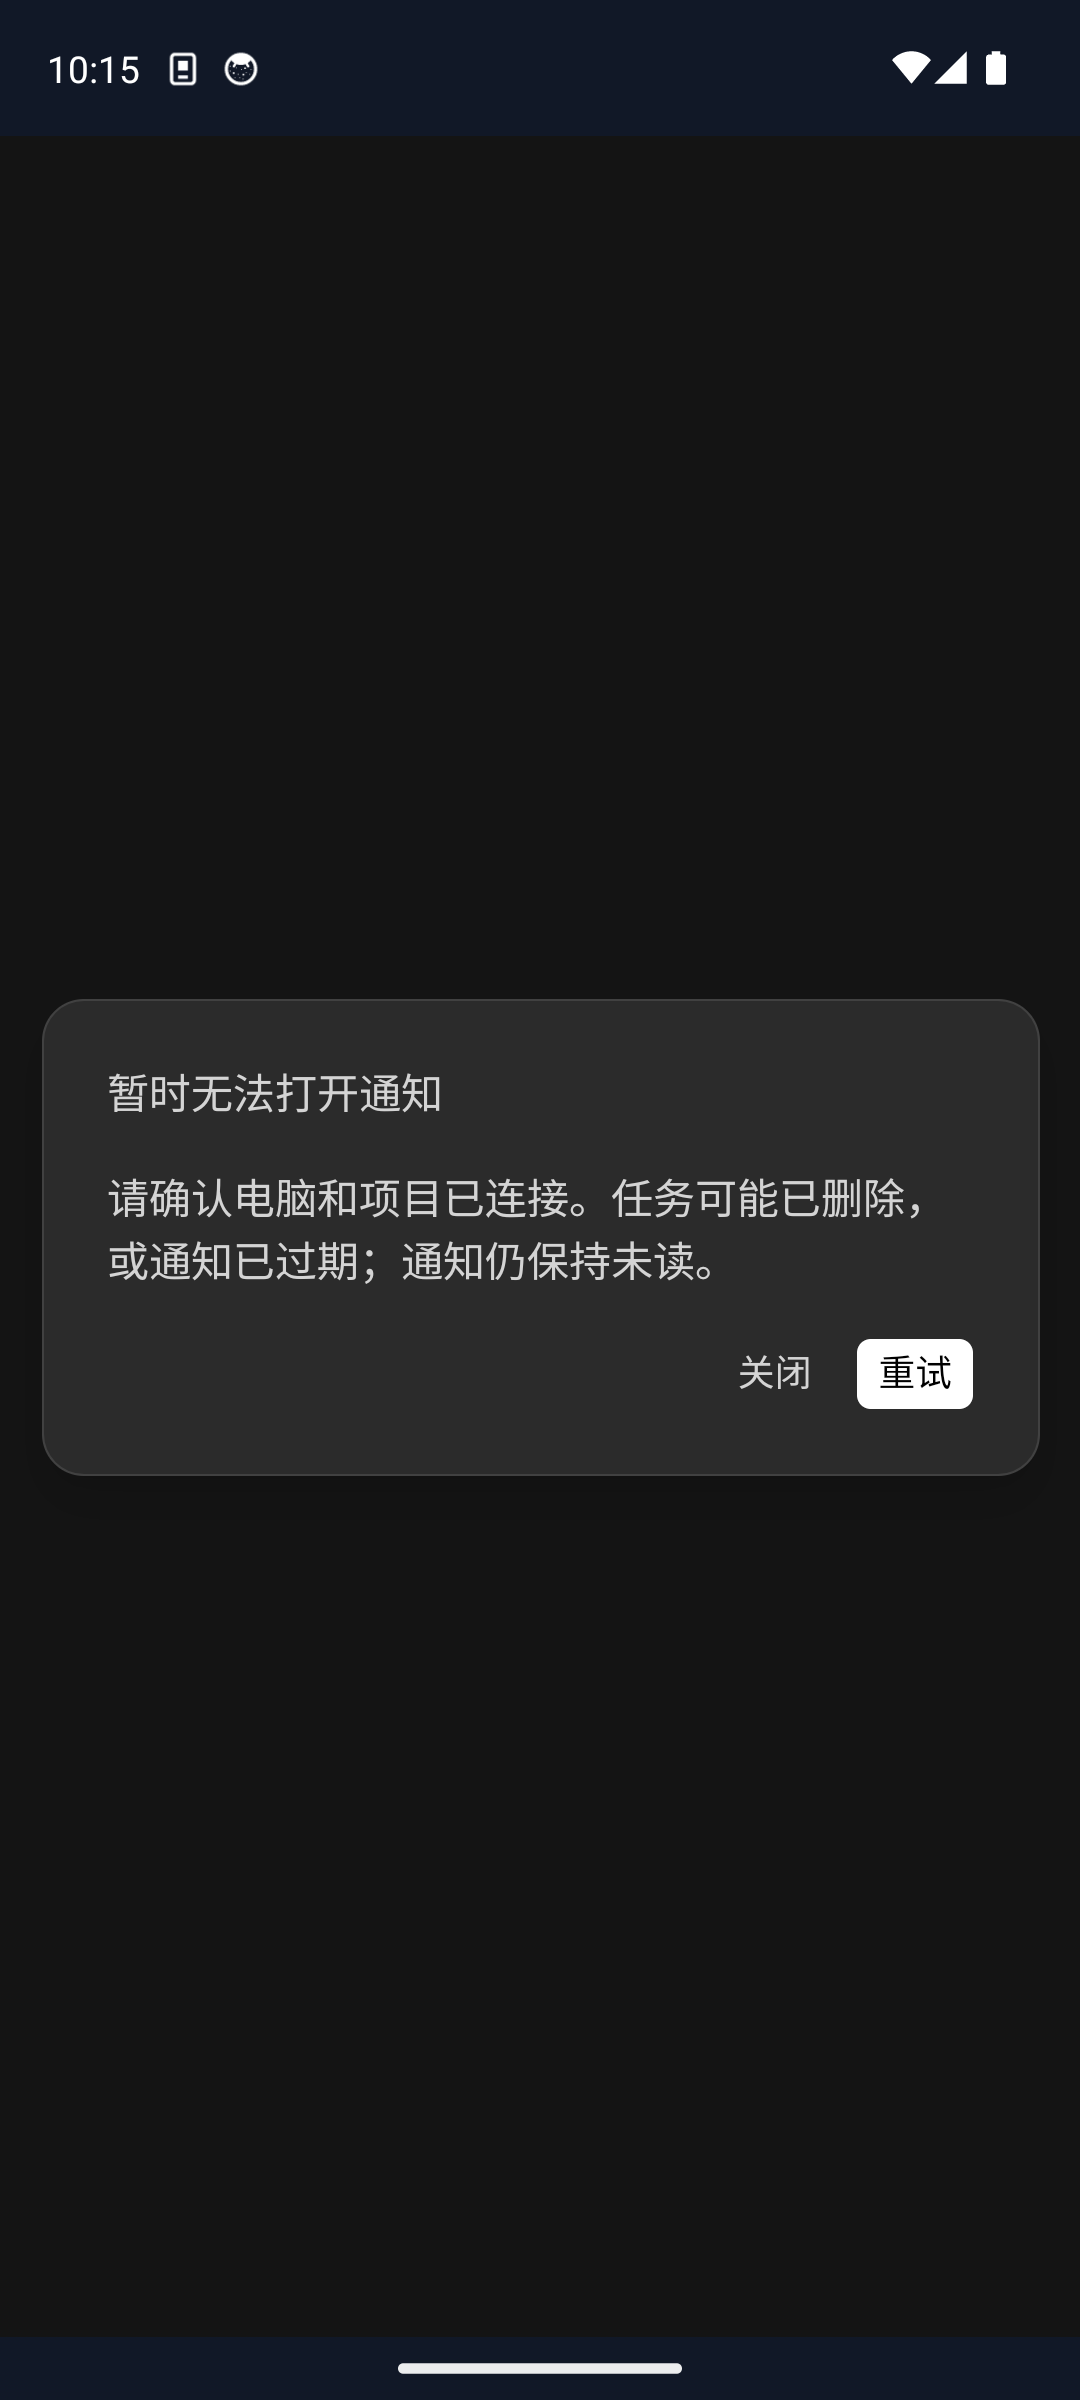 10:15
暂时无法打开通知
请确认电脑和项目已连接。任务可能已删除，
或通知已过期；通知仍保持未读。
关闭 重试